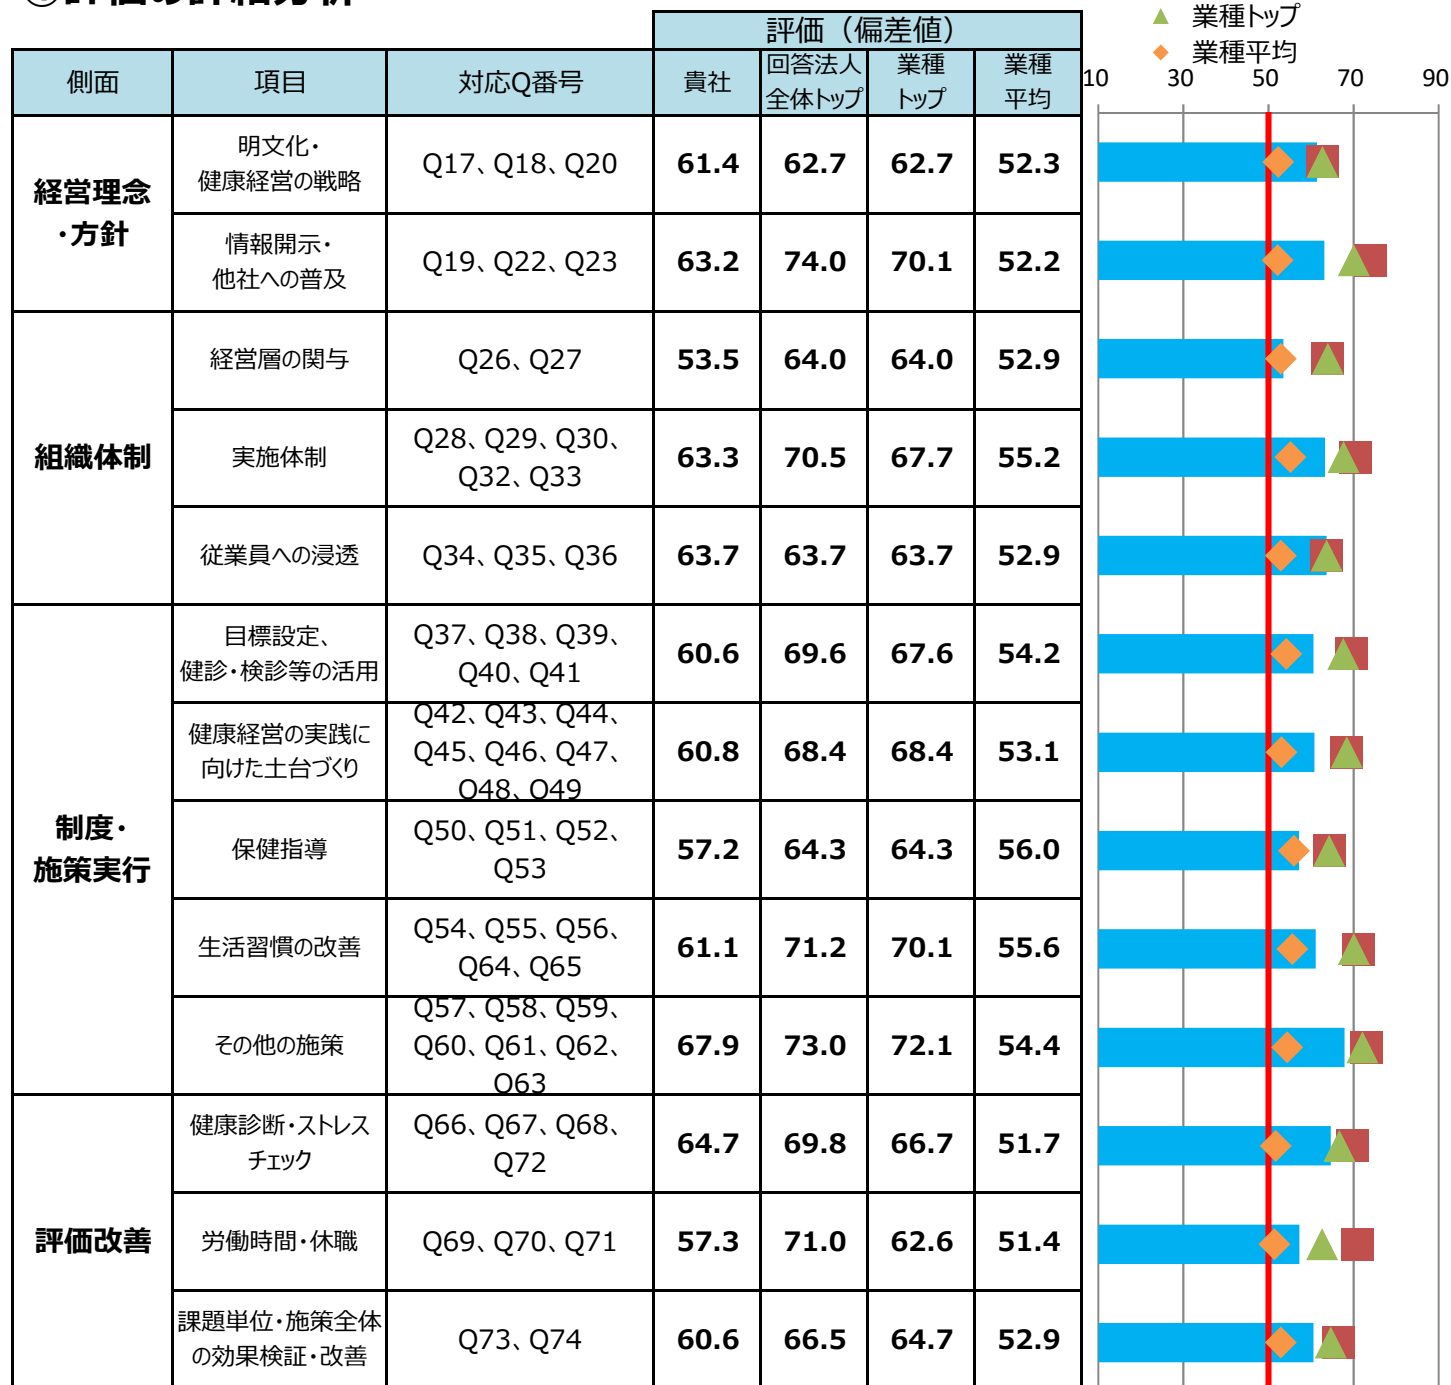 ①評価の詳細分析
▲ 業種トップ
◆ 業種平均
評価（偏差値）
側面 項目 対応Q番号 貴社 回答法人 業種 業種
全体トップ トップ 平均
10 30 50 70 90
経営理念
・方針
明文化・
健康経営の戦略
Q17、Q18、Q20 61.4 62.7 62.7 52.3
情報開示・
他社への普及
Q19、Q22、Q23 63.2 74.0 70.1 52.2
組織体制
経営層の関与 Q26、Q27 53.5 64.0 64.0 52.9
実施体制
Q28、Q29、Q30、
Q32、Q33
63.3 70.5 67.7 55.2
従業員への浸透 Q34、Q35、Q36 63.7 63.7 63.7 52.9
制度・
施策実行
目標設定、
健診・検診等の活用
Q37、Q38、Q39、
Q40、Q41
60.6 69.6 67.6 54.2
健康経営の実践に
向けた土台づくり
Q42、Q43、Q44、
Q45、Q46、Q47、
Q48、Q49
60.8 68.4 68.4 53.1
保健指導
Q50、Q51、Q52、
Q53
57.2 64.3 64.3 56.0
生活習慣の改善
Q54、Q55、Q56、
Q64、Q65
61.1 71.2 70.1 55.6
その他の施策
Q57、Q58、Q59、
Q60、Q61、Q62、
Q63
67.9 73.0 72.1 54.4
評価改善
健康診断・ストレス
チェック
Q66、Q67、Q68、
Q72
64.7 69.8 66.7 51.7
労働時間・休職 Q69、Q70、Q71 57.3 71.0 62.6 51.4
課題単位・施策全体
の効果検証・改善
Q73、Q74 60.6 66.5 64.7 52.9